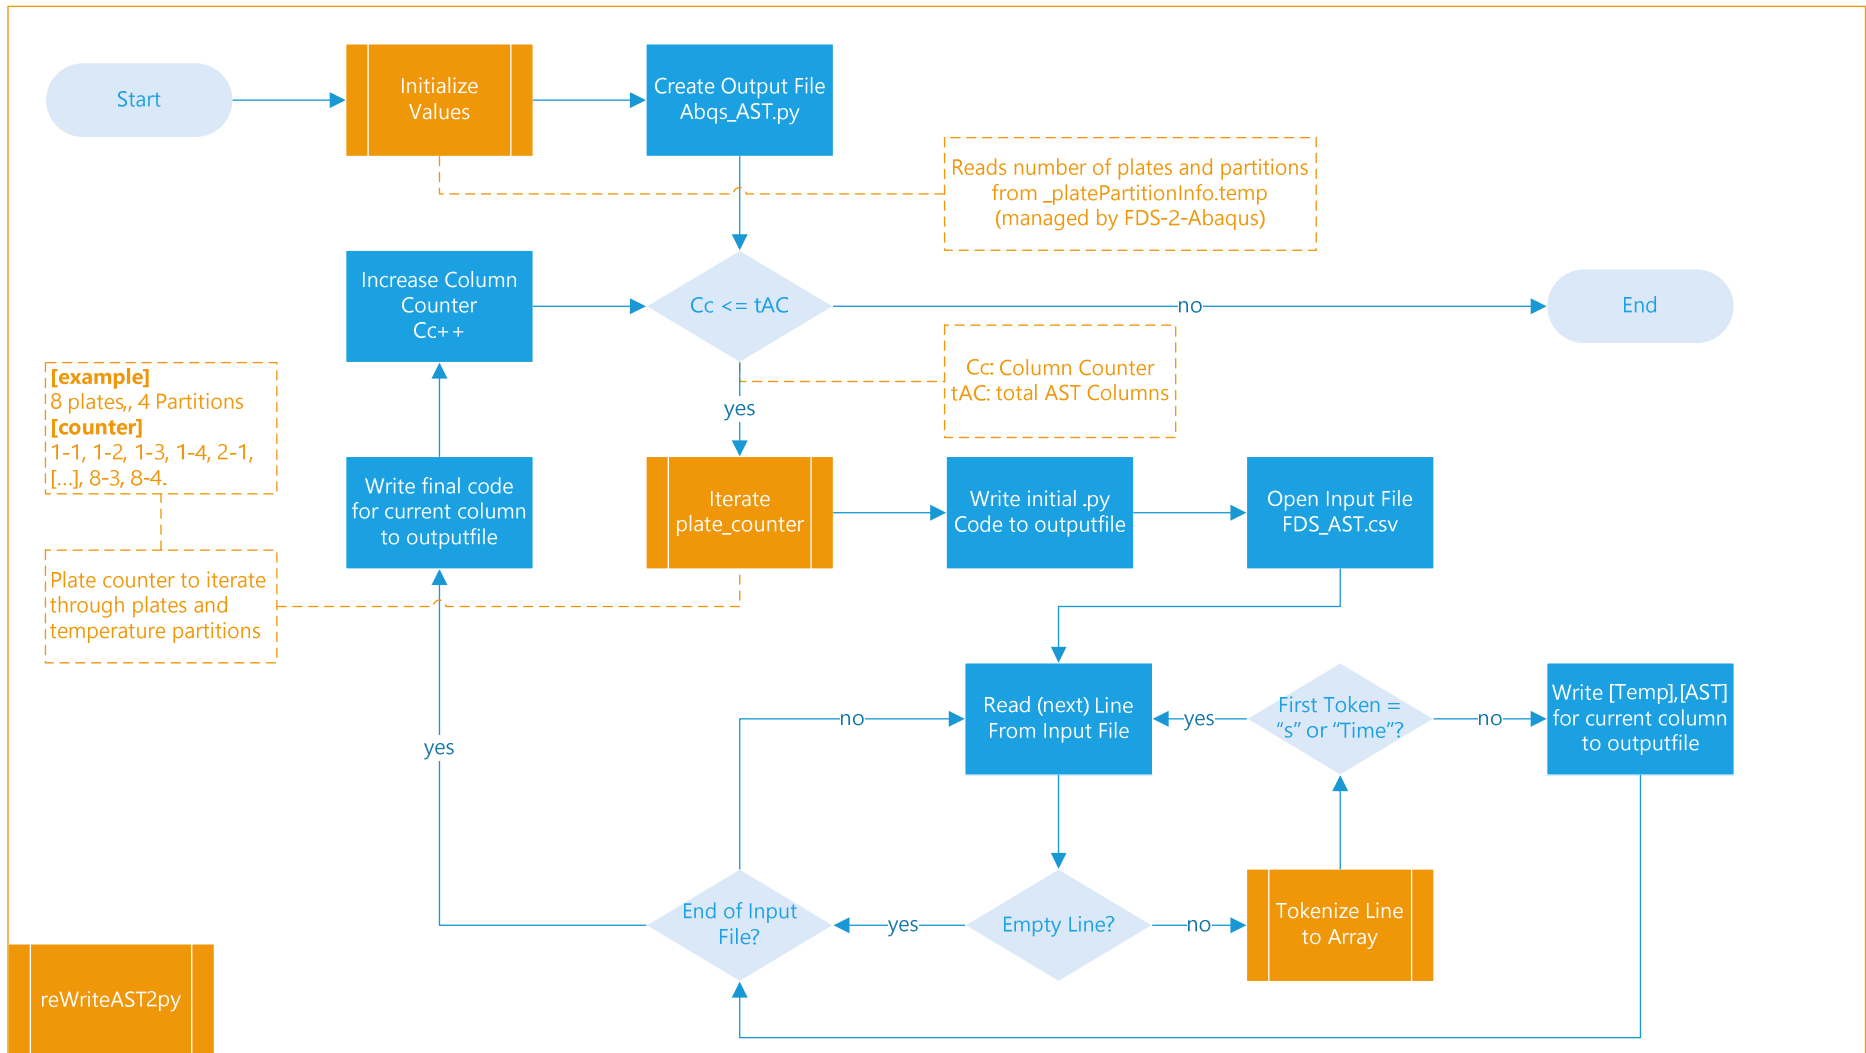 Start
Initialize
Values
Create Output File
Abqs_AST.py
Reads number of plates and partitions
from _platePartitionInfo.temp
(managed by FDS-2-Abaqus)
Increase Column
Counter
Cc++
Cc <= tAC
no
End
Cc: Column Counter
tAC: total AST Columns
yes
[example]
8 plates,, 4 Partitions
[counter]
1-1, 1-2, 1-3, 1-4, 2-1,
[...], 8-3, 8-4.
Write final code
for current column
to outputfile
Iterate
plate_counter
Write initial .py
Code to outputfile
Open Input File
FDS_AST.csv
Plate counter to iterate
through plates and
temperature partitions
yes
no
Read (next) Line
From Input File
yes
First Token =
“s” or “Time”?
no
Write [Temp],[AST]
for current column
to outputfile
End of Input
File?
yes
Empty Line?
no
Tokenize Line
to Array
reWriteAST2py